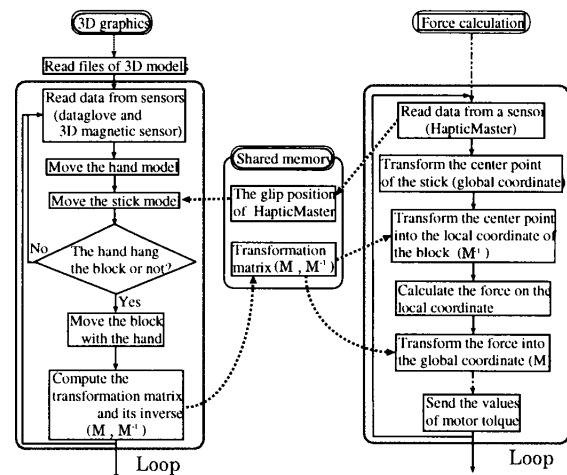 3D graphics
Read files of 3D models
Read data from sensors
(dataglove and
3D magnetic sensor)
Move the hand model
Move the stick mode
No
The hand hang
the block or not?
Yes
Move the block
with the hand
Compute the
transformation matrix
and its inverse
(M , M⁻¹)
Loop
Shared memory
The glip position
of HapticMaster
Transformation
matrix (M , M⁻¹)
Force calculation
Read data from a sensor
(HapticMaster)
Transform the center point
of the stick (global coordinate)
Transform the center point
into the local coordinate of
the block (M⁻¹)
Calculate the force on the
local coordinate
Transform the force into
the global coordinate (M
Send the values
of motor tolque
Loop